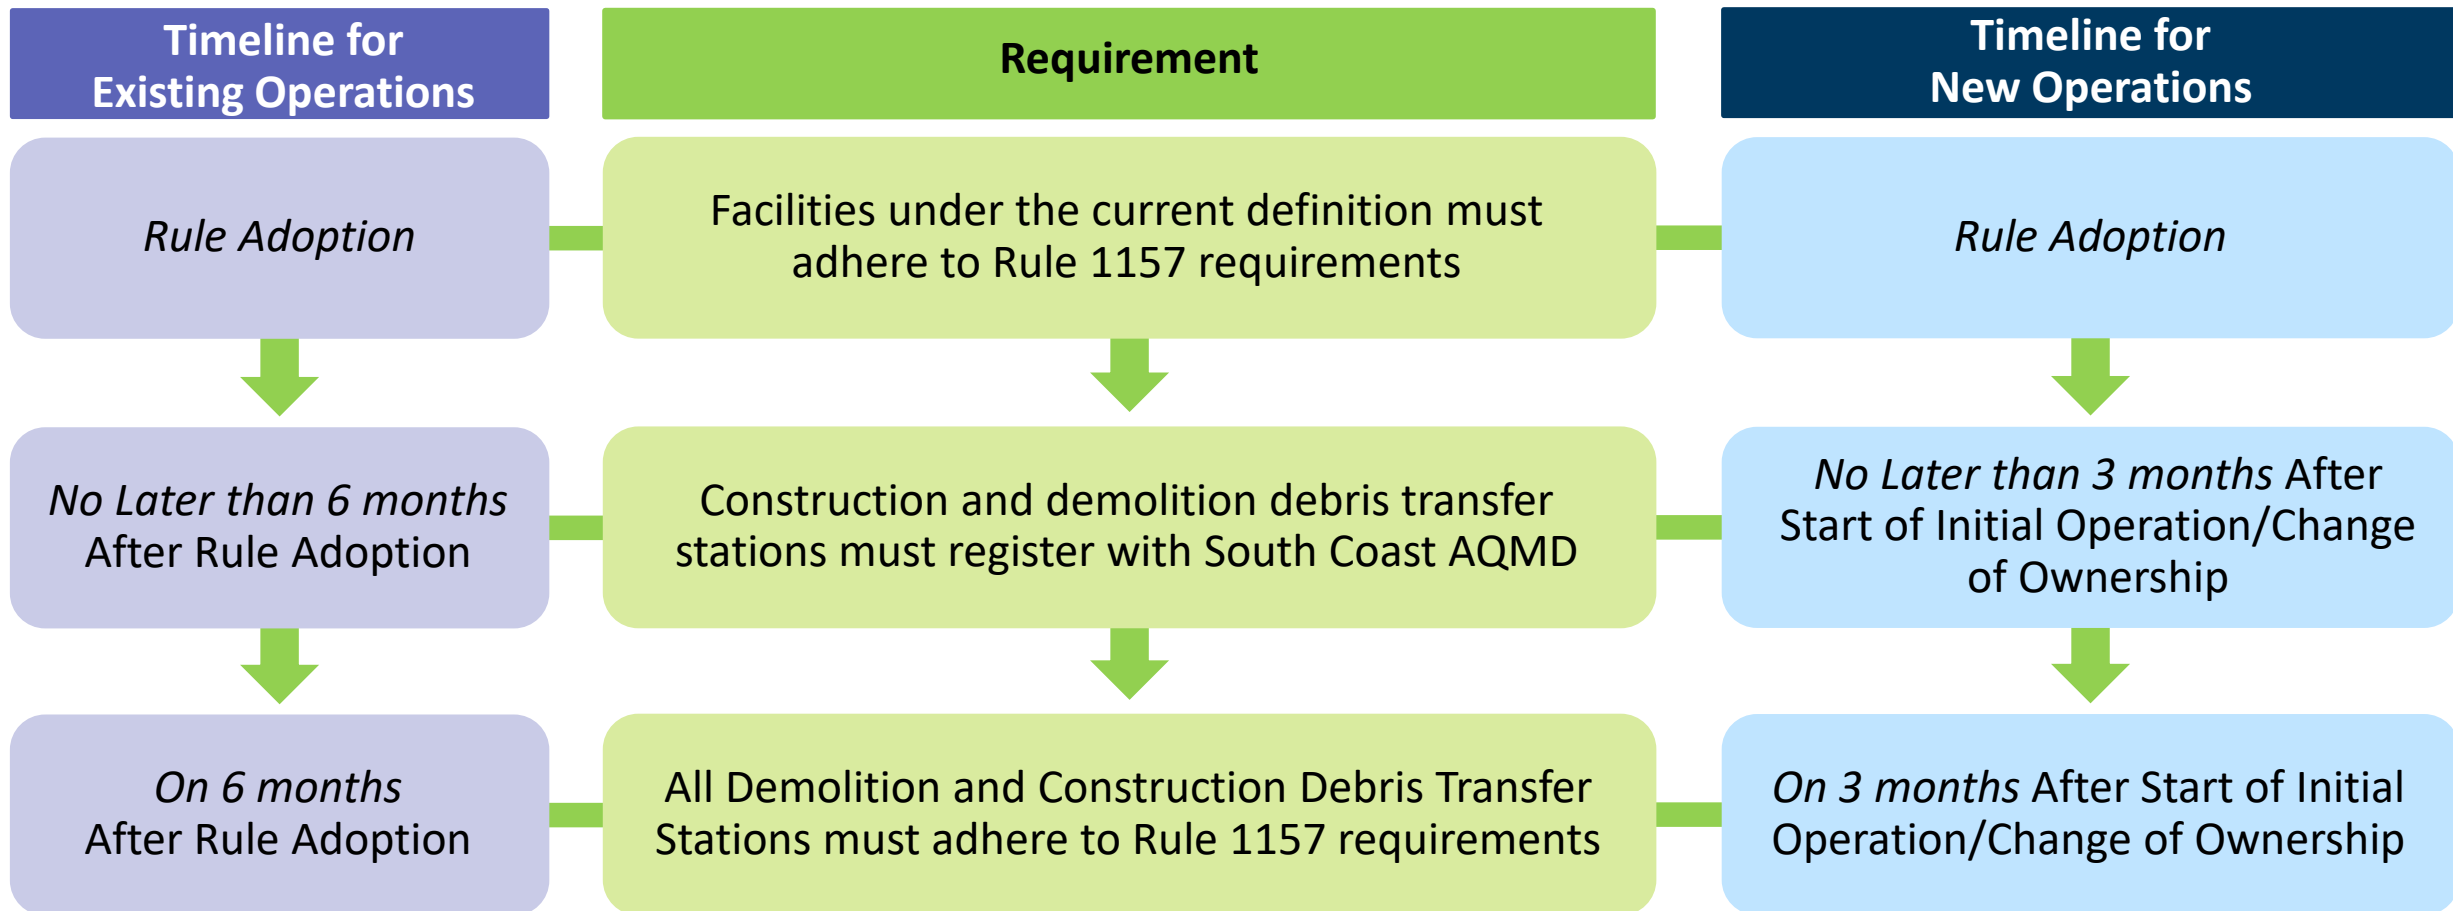 Timeline for
Existing Operations
Requirement
Timeline for
New Operations
Rule Adoption
Facilities under the current definition must
adhere to Rule 1157 requirements
Rule Adoption
No Later than 6 months
After Rule Adoption
Construction and demolition debris transfer
stations must register with South Coast AQMD
No Later than 3 months After
Start of Initial Operation/Change
of Ownership
On 6 months
After Rule Adoption
All Demolition and Construction Debris Transfer
Stations must adhere to Rule 1157 requirements
On 3 months After Start of Initial
Operation/Change of Ownership